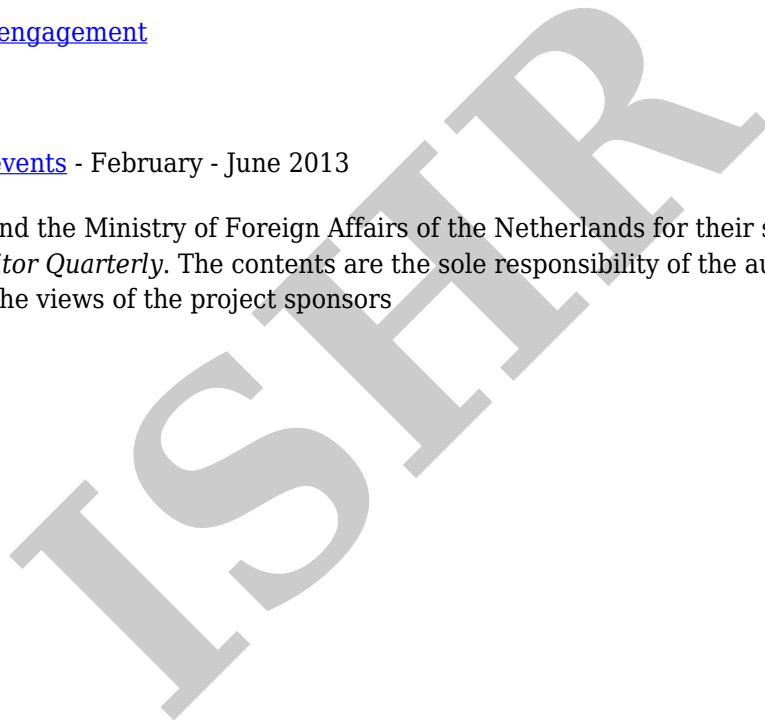 engagement
events - February - June 2013
nd the Ministry of Foreign Affairs of the Netherlands for their s
itor Quarterly. The contents are the sole responsibility of the au
he views of the project sponsors
ISHR